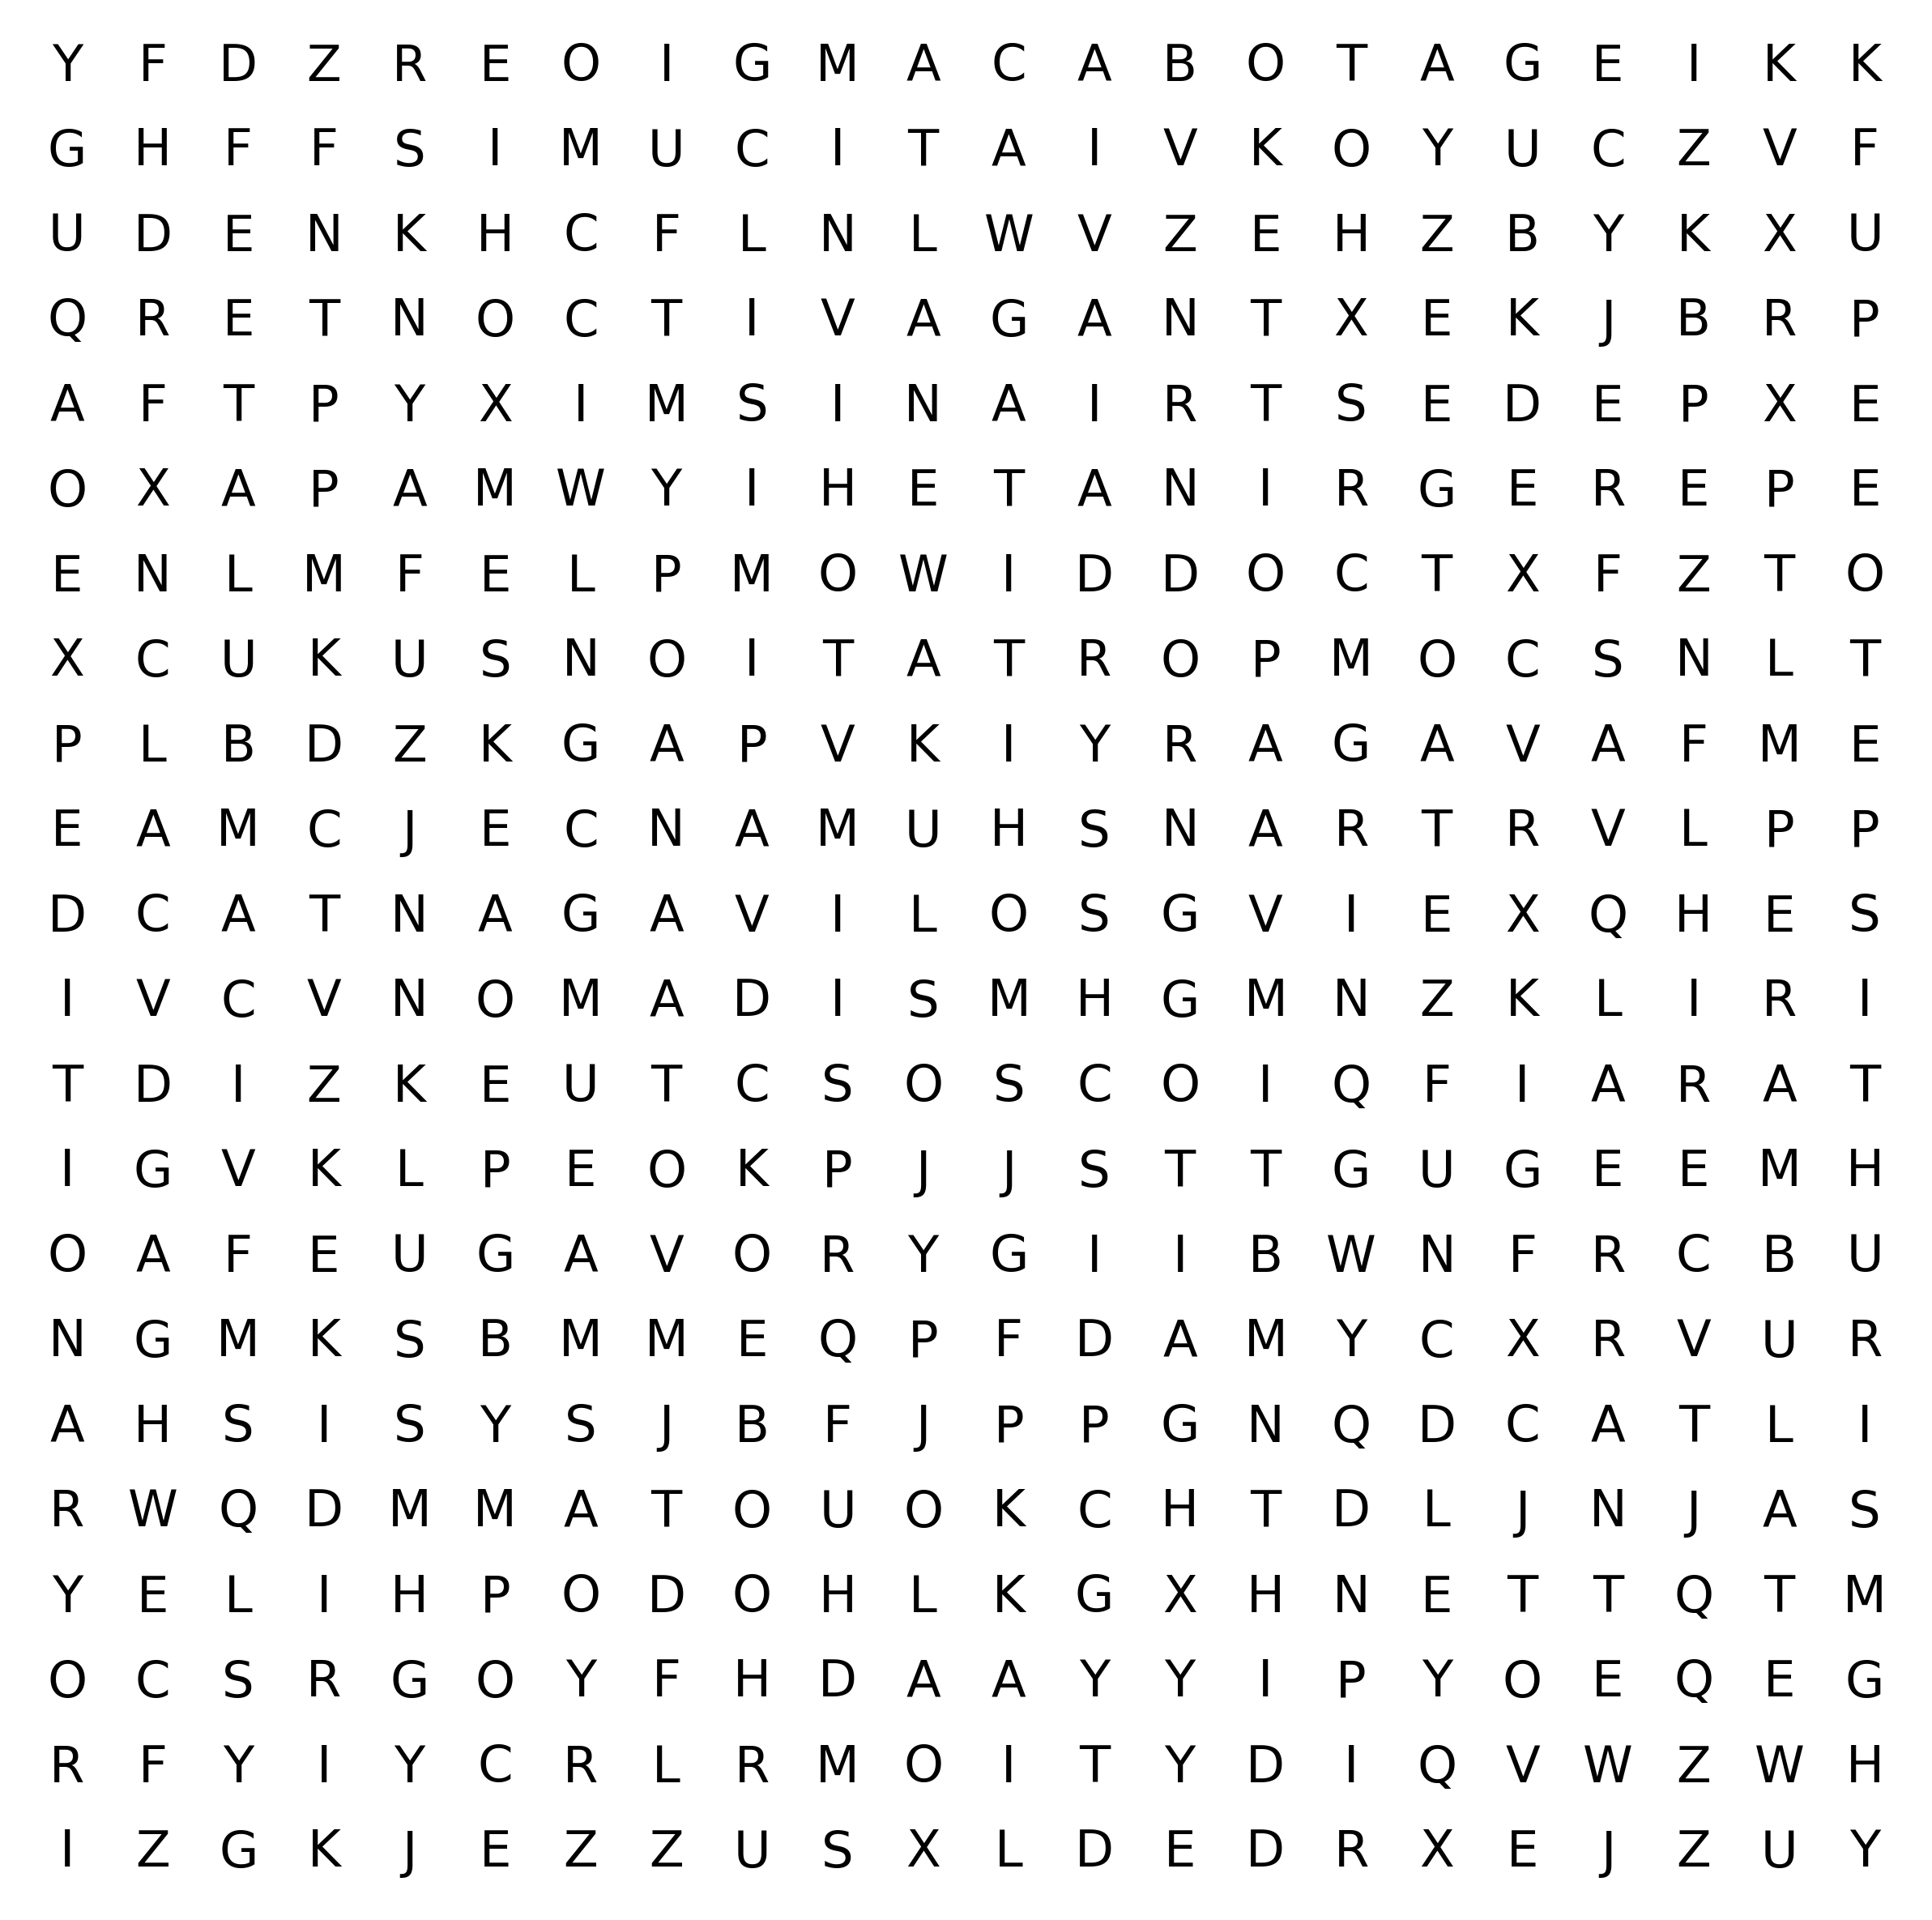 Y F D Z R E O I G M A C A B O T A G E I K K
G H F F S I M U C I T A I V K O Y U C Z V F
U D E N K H C F L N L W V Z E H Z B Y K X U
Q R E T N O C T I V A G A N T X E K J B R P
A F T P Y X I M S I N A I R T S E D E P X E
O X A P A M W Y I H E T A N I R G E R E P E
E N L M F E L P M O W I D D O C T X F Z T O
X C U K U S N O I T A T R O P M O C S N L T
P L B D Z K G A P V K I Y R A G A V A F M E
E A M C J E C N A M U H S N A R T R V L P P
D C A T N A G A V I L O S G V I E X Q H E S
I V C V N O M A D I S M H G M N Z K L I R I
T D I Z K E U T C S O S C O I Q F I A R A T
I G V K L P E O K P J J S T T G U G E E M H
O A F E U G A V O R Y G I I B W N F R C B U
N G M K S B M M E Q P F D A M Y C X R V U R
A H S I S Y S J B F J P P G N Q D C A T L I
R W Q D M M A T O U O K C H T D L J N J A S
Y E L I H P O D O H L K G X H N E T T Q T M
O C S R G O Y F H D A A Y Y I P Y O E Q E G
R F Y I Y C R L R M O I T Y D I Q V W Z W H
I Z G K J E Z Z U S X L D E D R X E J Z U Y